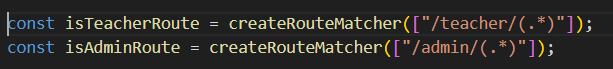 const isTeacherRoute = createRouteMatcher(["/teacher/(.*)"]);
const isAdminRoute = createRouteMatcher(["/admin/(.*)"]);